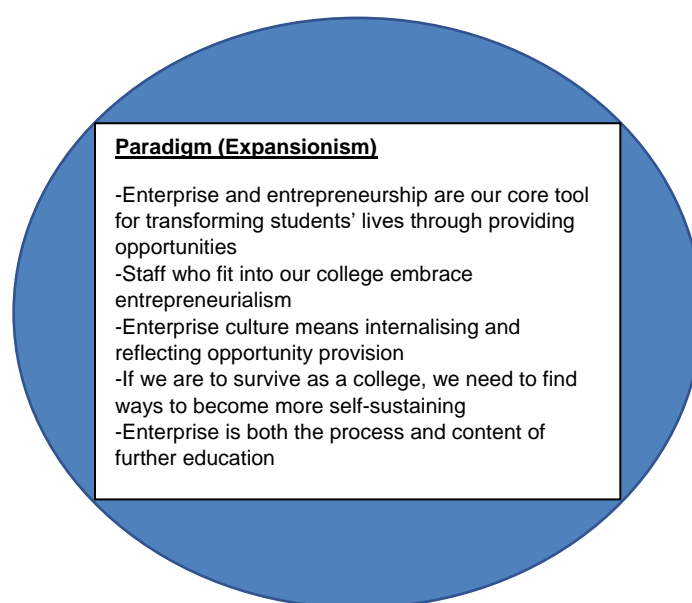 Paradigm (Expansionism)
-Enterprise and entrepreneurship are our core tool
for transforming students’ lives through providing
opportunities
-Staff who fit into our college embrace
entrepreneurialism
-Enterprise culture means internalising and
reflecting opportunity provision
-If we are to survive as a college, we need to find
ways to become more self-sustaining
-Enterprise is both the process and content of
further education